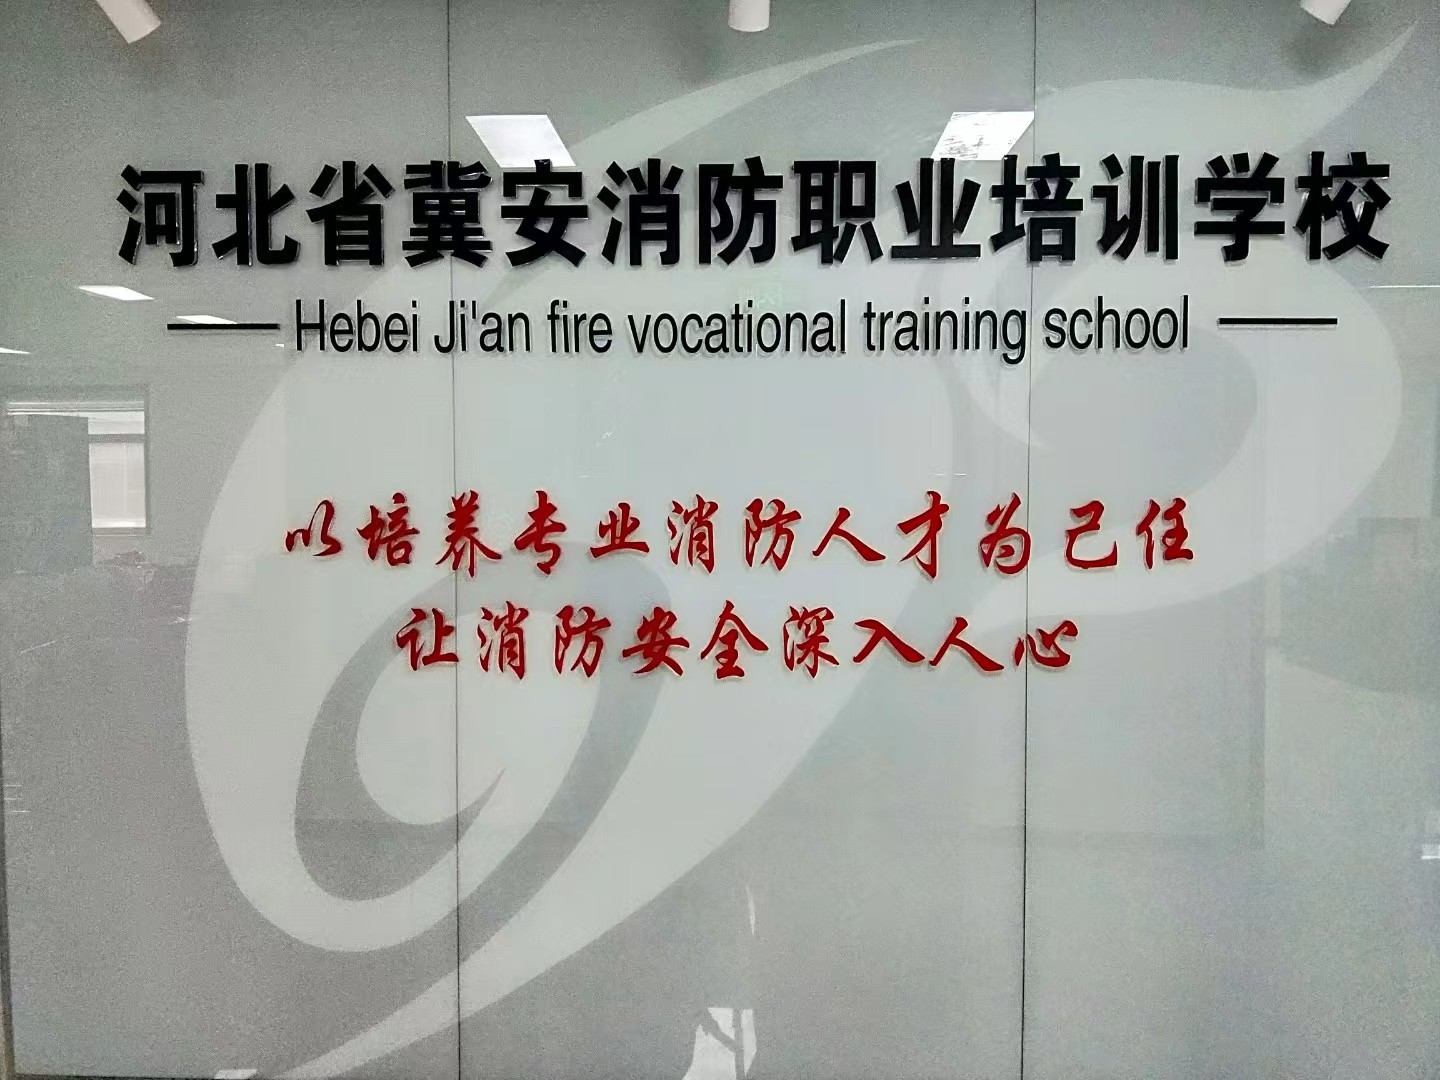 河北省冀安消防职业培训学校
Hebei Ji'an fire vocational training school
以培养专业消防人才为己任
让消防安全深入人心